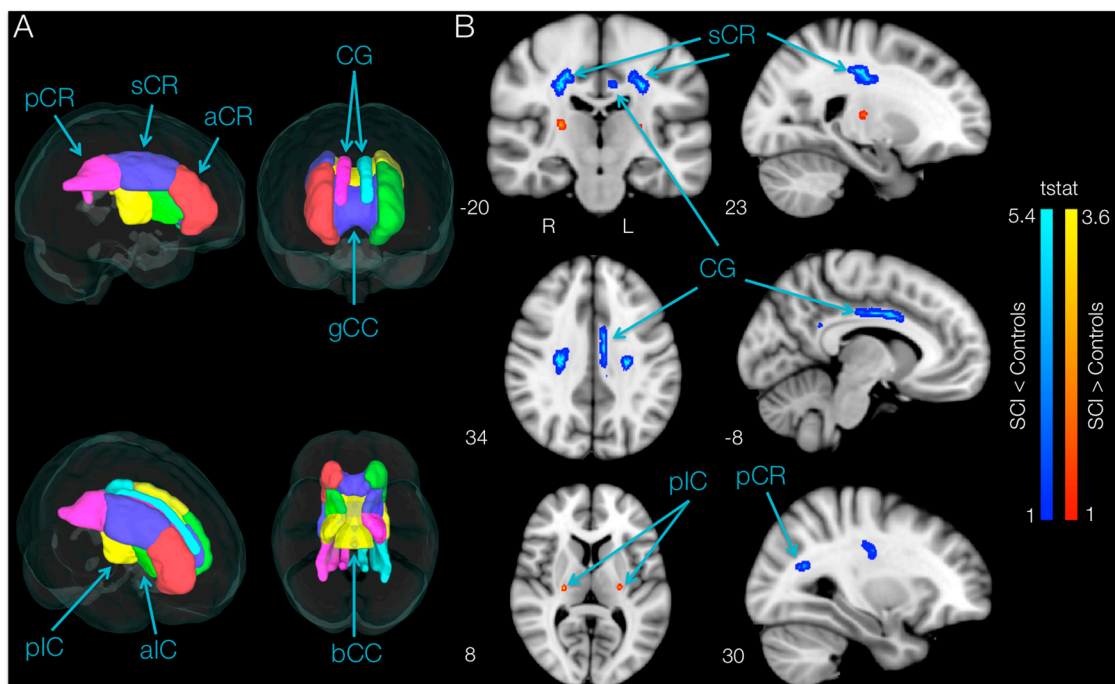 A
B
CG
sCR
sCR
pCR
aCR
-20
R
L
23
tstat
5.4
3.6
CG
gCC
SCI < Controls
SCI > Controls
34
-8
pIC
pCR
1
1
pIC
aIC
bCC
8
30